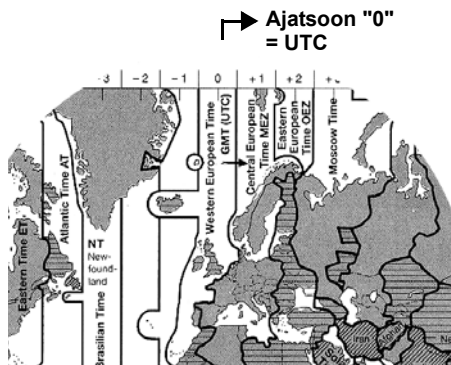 Ajatsoon "0"
= UTC
-3 -2 -1 0 +1 +2
Eastern Time ET
Atlantic Time AT
NT
New-
found-
land
Brasilian Time
Western European Time
GMT (UTC)
Central European
Time MEZ
Eastern
European
Time OEZ
Moscow Time
Iran